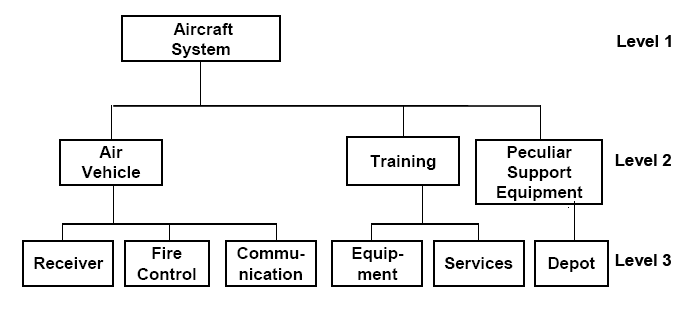 Aircraft
System
Level 1
Air
Vehicle
Training
Peculiar
Support
Equipment
Level 2
Receiver
Fire
Control
Commu-
nication
Equip-
ment
Services
Depot
Level 3